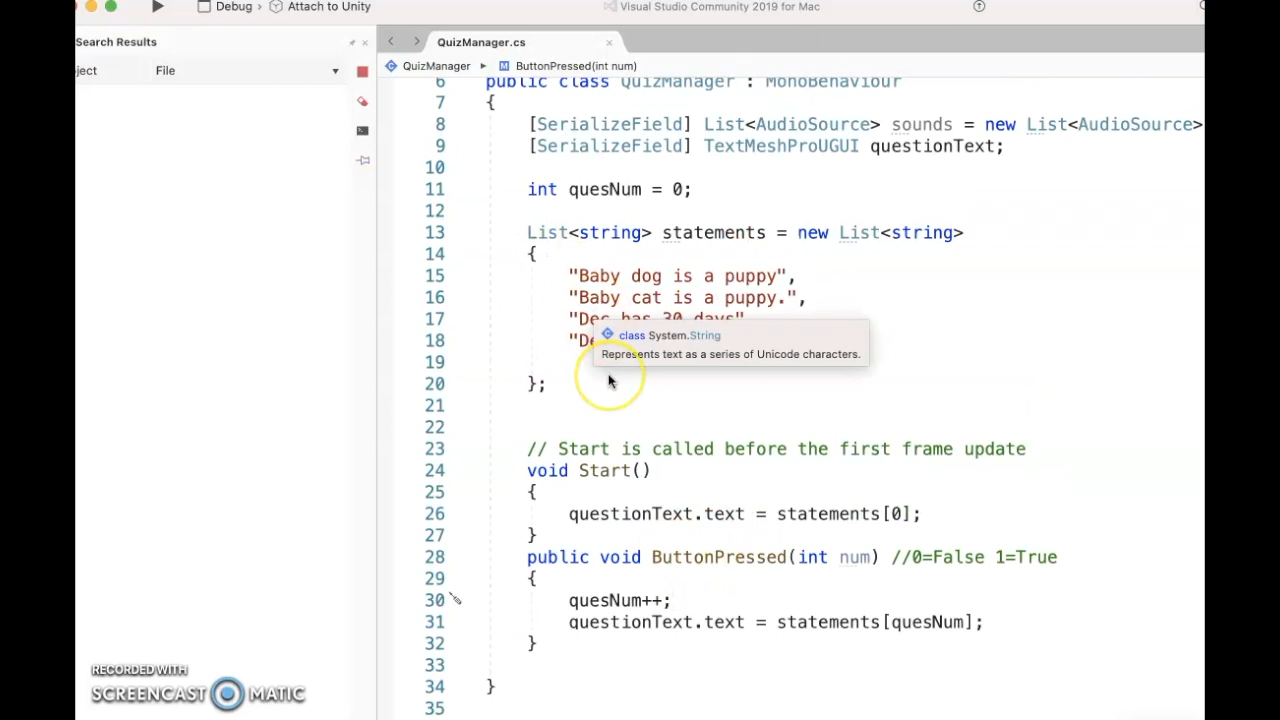 Debug › Attach to Unity
Visual Studio Community 2019 for Mac
Search Results
QuizManager.cs
ject File
QuizManager ▸ ButtonPressed(int num)
6 public class QuizManager : MonoBehaviour
7 {
8 [SerializeField] List<AudioSource> sounds = new List<AudioSource>
9 [SerializeField] TextMeshProUGUI questionText;
10
11 int quesNum = 0;
12
13 List<string> statements = new List<string>
14 {
15 "Baby dog is a puppy",
16 "Baby cat is a puppy.",
17 "Dec has 30 days"
18 "De
class System.String
Represents text as a series of Unicode characters.
19
20 };
21
22
23 // Start is called before the first frame update
24 void Start()
25 {
26 questionText.text = statements[0];
27 }
28 public void ButtonPressed(int num) //0=False 1=True
29 {
30 quesNum++;
31 questionText.text = statements[quesNum];
32 }
33
34 }
35
RECORDED WITH
SCREENCAST MATIC